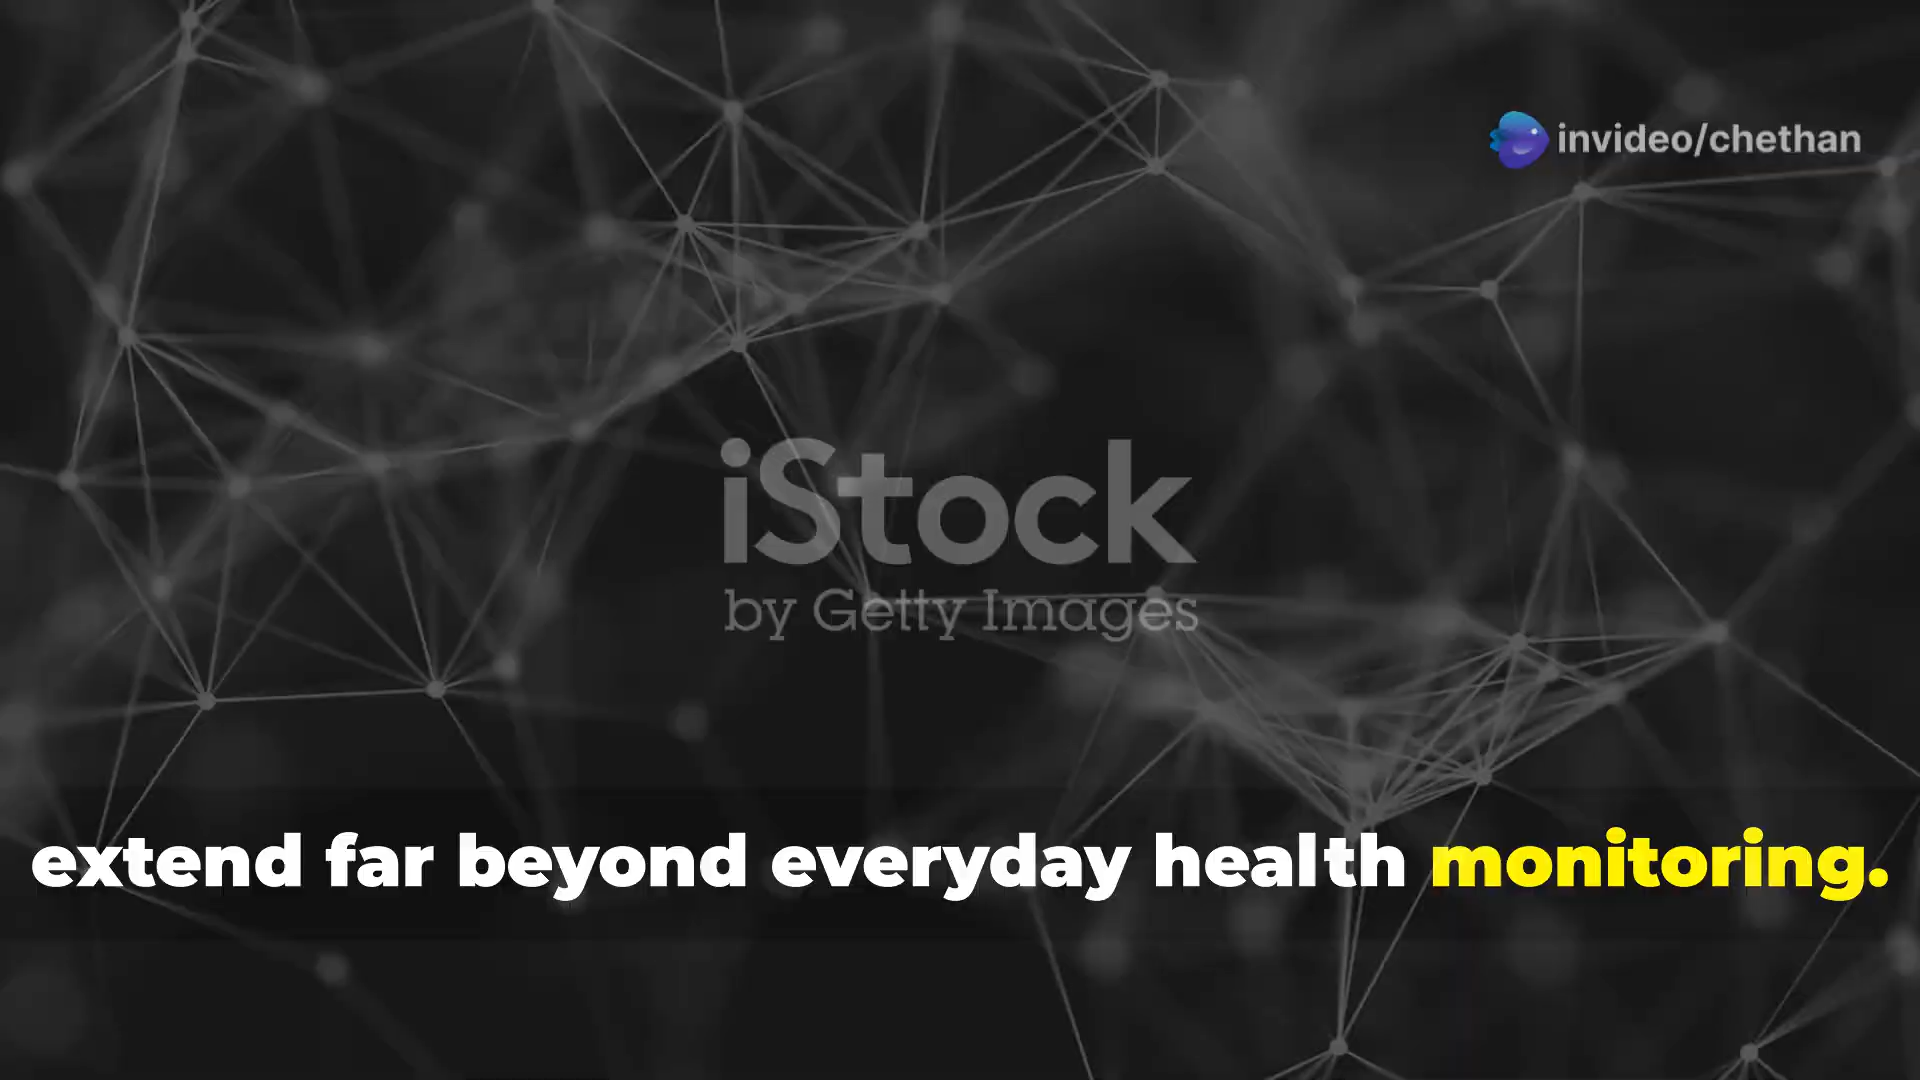 invideo/chethan
iStock
by Getty Images
extend far beyond everyday health monitoring.